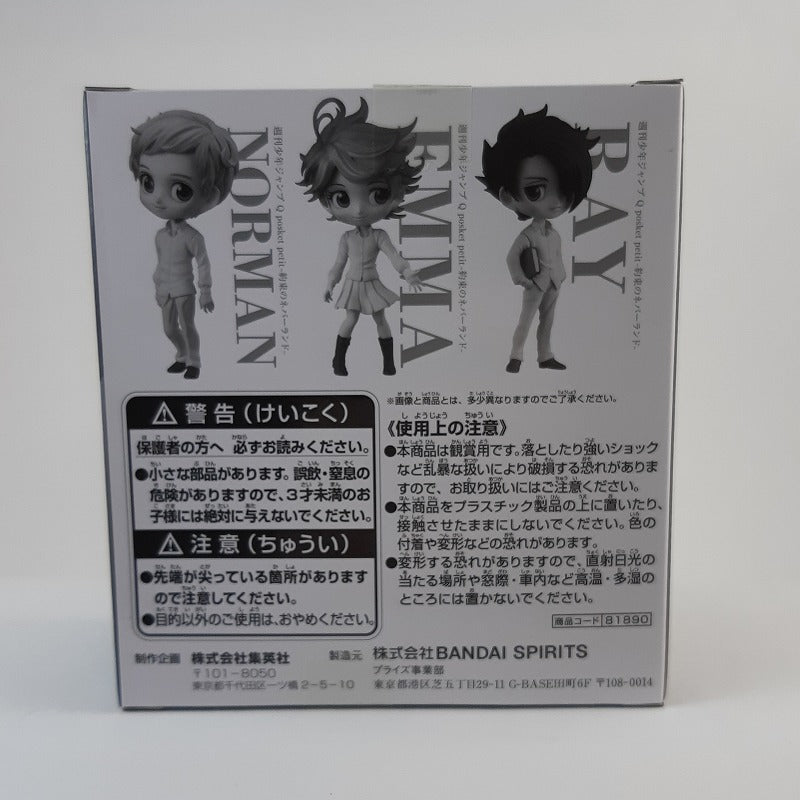 NORMAN
週刊少年ジャンプ Q posket petit -約束のネバーランド-
EMMA
週刊少年ジャンプ Q posket petit -約束のネバーランド-
RAY
週刊少年ジャンプ Q posket petit -約束のネバーランド-
※画像と商品とは、多少異なりますのでご了承ください。
警告(けいこく)
保護者の方へ 必ずお読みください。
●小さな部品があります。誤飲・窒息の
危険がありますので、3才未満のお
子様には絶対に与えないでください。
注意(ちゅうい)
●先端が尖っている箇所があります
ので注意してください。
●目的以外のご使用は、おやめください。
《使用上の注意》
●本商品は観賞用です。落としたり強いショック
など乱暴な扱いにより破損する恐れがありま
すので、お取り扱いにはご注意ください。
●本商品をプラスチック製品の上に置いたり、
接触させたままにしないでください。色の
付着や変形などの恐れがあります。
●変形する恐れがありますので、直射日光の
当たる場所や窓際・車内など高温・多湿の
ところには置かないでください。
商品コード 81890
制作企画 株式会社集英社
〒101-8050
東京都千代田区一ツ橋2-5-10
製造元 株式会社BANDAI SPIRITS
プライズ事業部
東京都港区芝五丁目29-11 G-BASE田町6F 〒108-0014